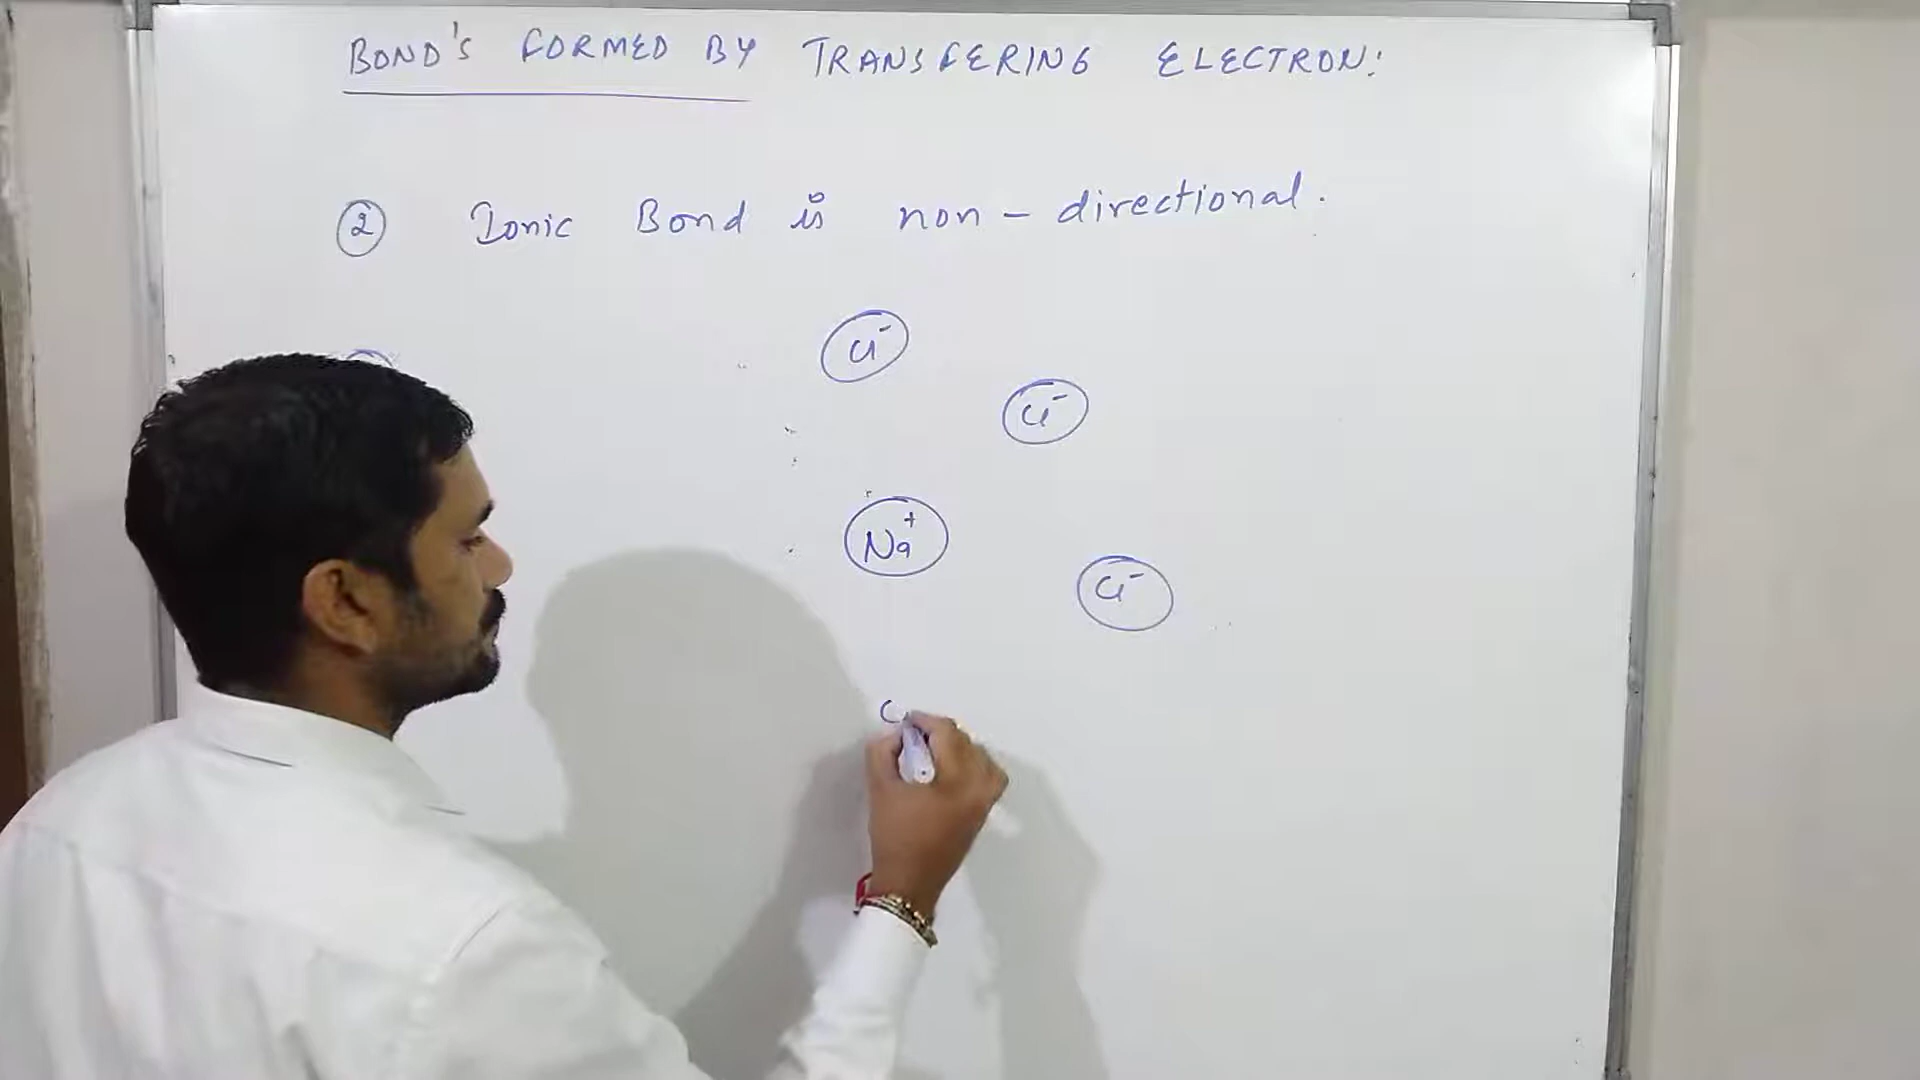 BOND'S FORMED BY TRANSFERING ELECTRON:
② Ionic Bond is non - directional.
Cl⁻
Cl⁻
Na⁺
Cl⁻
C